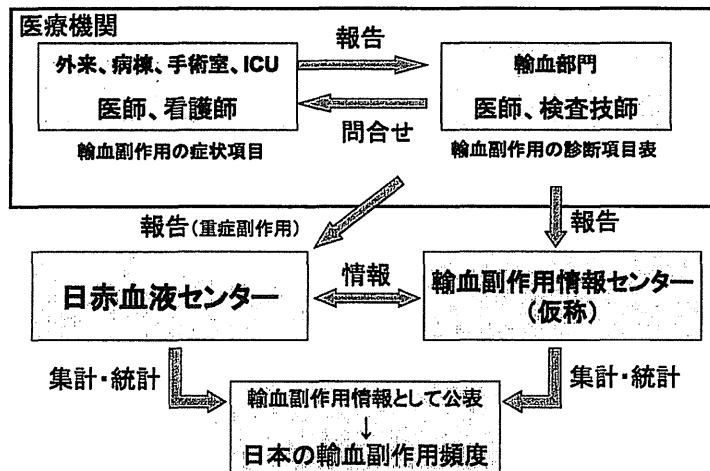 医療機関
報告
外来、病棟、手術室、ICU
医師、看護師
輸血部門
医師、検査技師
問合せ
輸血副作用の症状項目
輸血副作用の診断項目表
報告(重症副作用)
報告
日赤血液センター
情報
輸血副作用情報センター
(仮称)
集計・統計
集計・統計
輸血副作用情報として公表
↓
日本の輸血副作用頻度